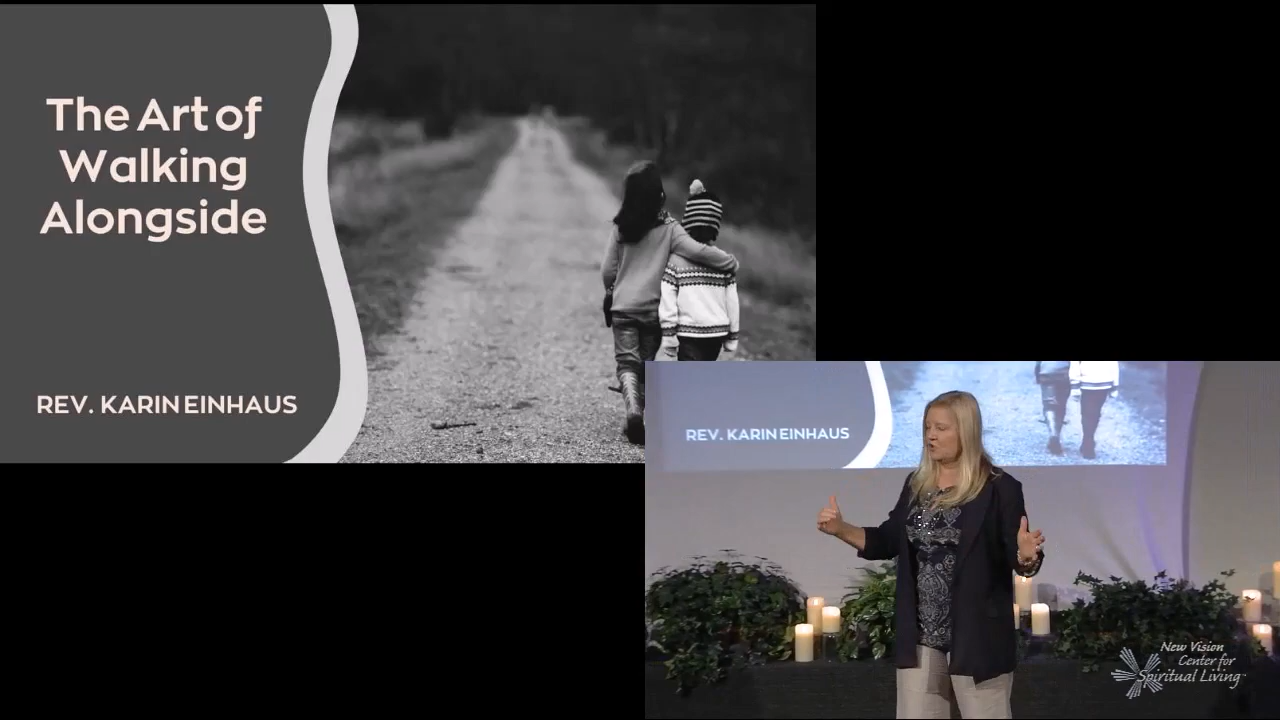 The Art of
Walking
Alongside
REV. KARIN EINHAUS
REV. KARIN EINHAUS
New Vision
Center for
Spiritual Living